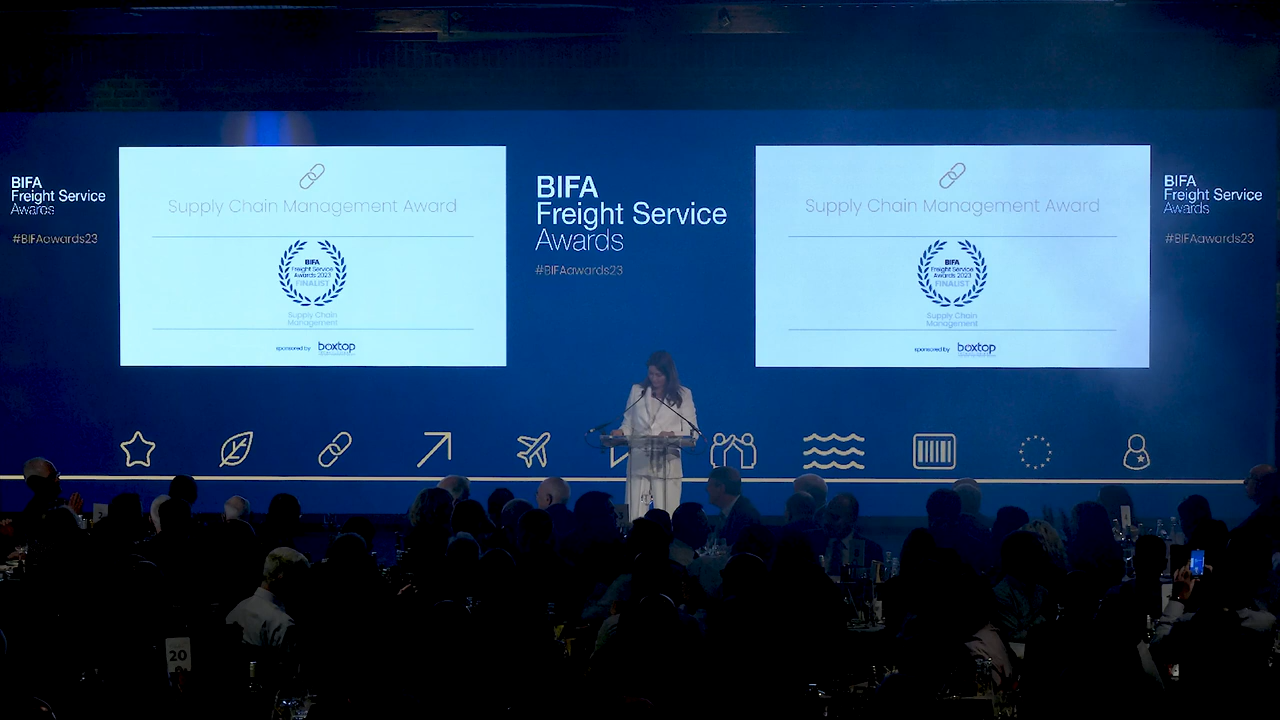 BIFA
Freight Service
Awards
#BIFAawards23
Supply Chain Management Award
BIFA
Freight Service
Awards 2023
FINALIST
Supply Chain
Management
sponsored by boxtop
BIFA
Freight Service
Awards
#BIFAawards23
Supply Chain Management Award
BIFA
Freight Service
Awards 2023
FINALIST
Supply Chain
Management
sponsored by boxtop
BIFA
Freight Service
Awards
#BIFAawards23
20